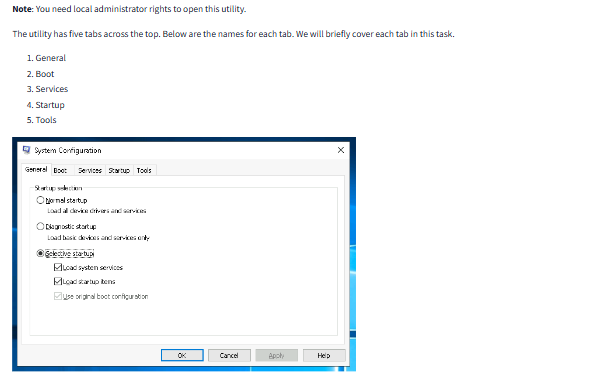 Note: You need local administrator rights to open this utility.
The utility has five tabs across the top. Below are the names for each tab. We will briefly cover each tab in this task.
1. General
2. Boot
3. Services
4. Startup
5. Tools
System Configuration
General Boot Services Startup Tools
Startup selection
Normal startup
Load all device drivers and services
Diagnostic startup
Load basic devices and services only
Selective startup
Load system services
Load startup items
Use original boot configuration
OK Cancel Apply Help